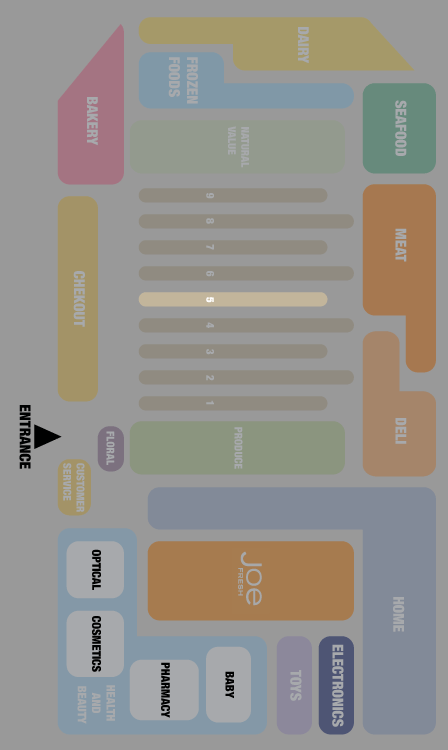 DAIRY
FROZEN
FOODS
BAKERY
SEAFOOD
NATURAL
VALUE
9
8
7
6
5
4
3
2
1
MEAT
CHEKOUT
DELI
ENTRANCE
FLORAL
PRODUCE
CUSTOMER
SERVICE
OPTICAL
JOE
FRESH
HOME
COSMETICS
HEALTH
AND
BEAUTY
PHARMACY
BABY
TOYS
ELECTRONICS